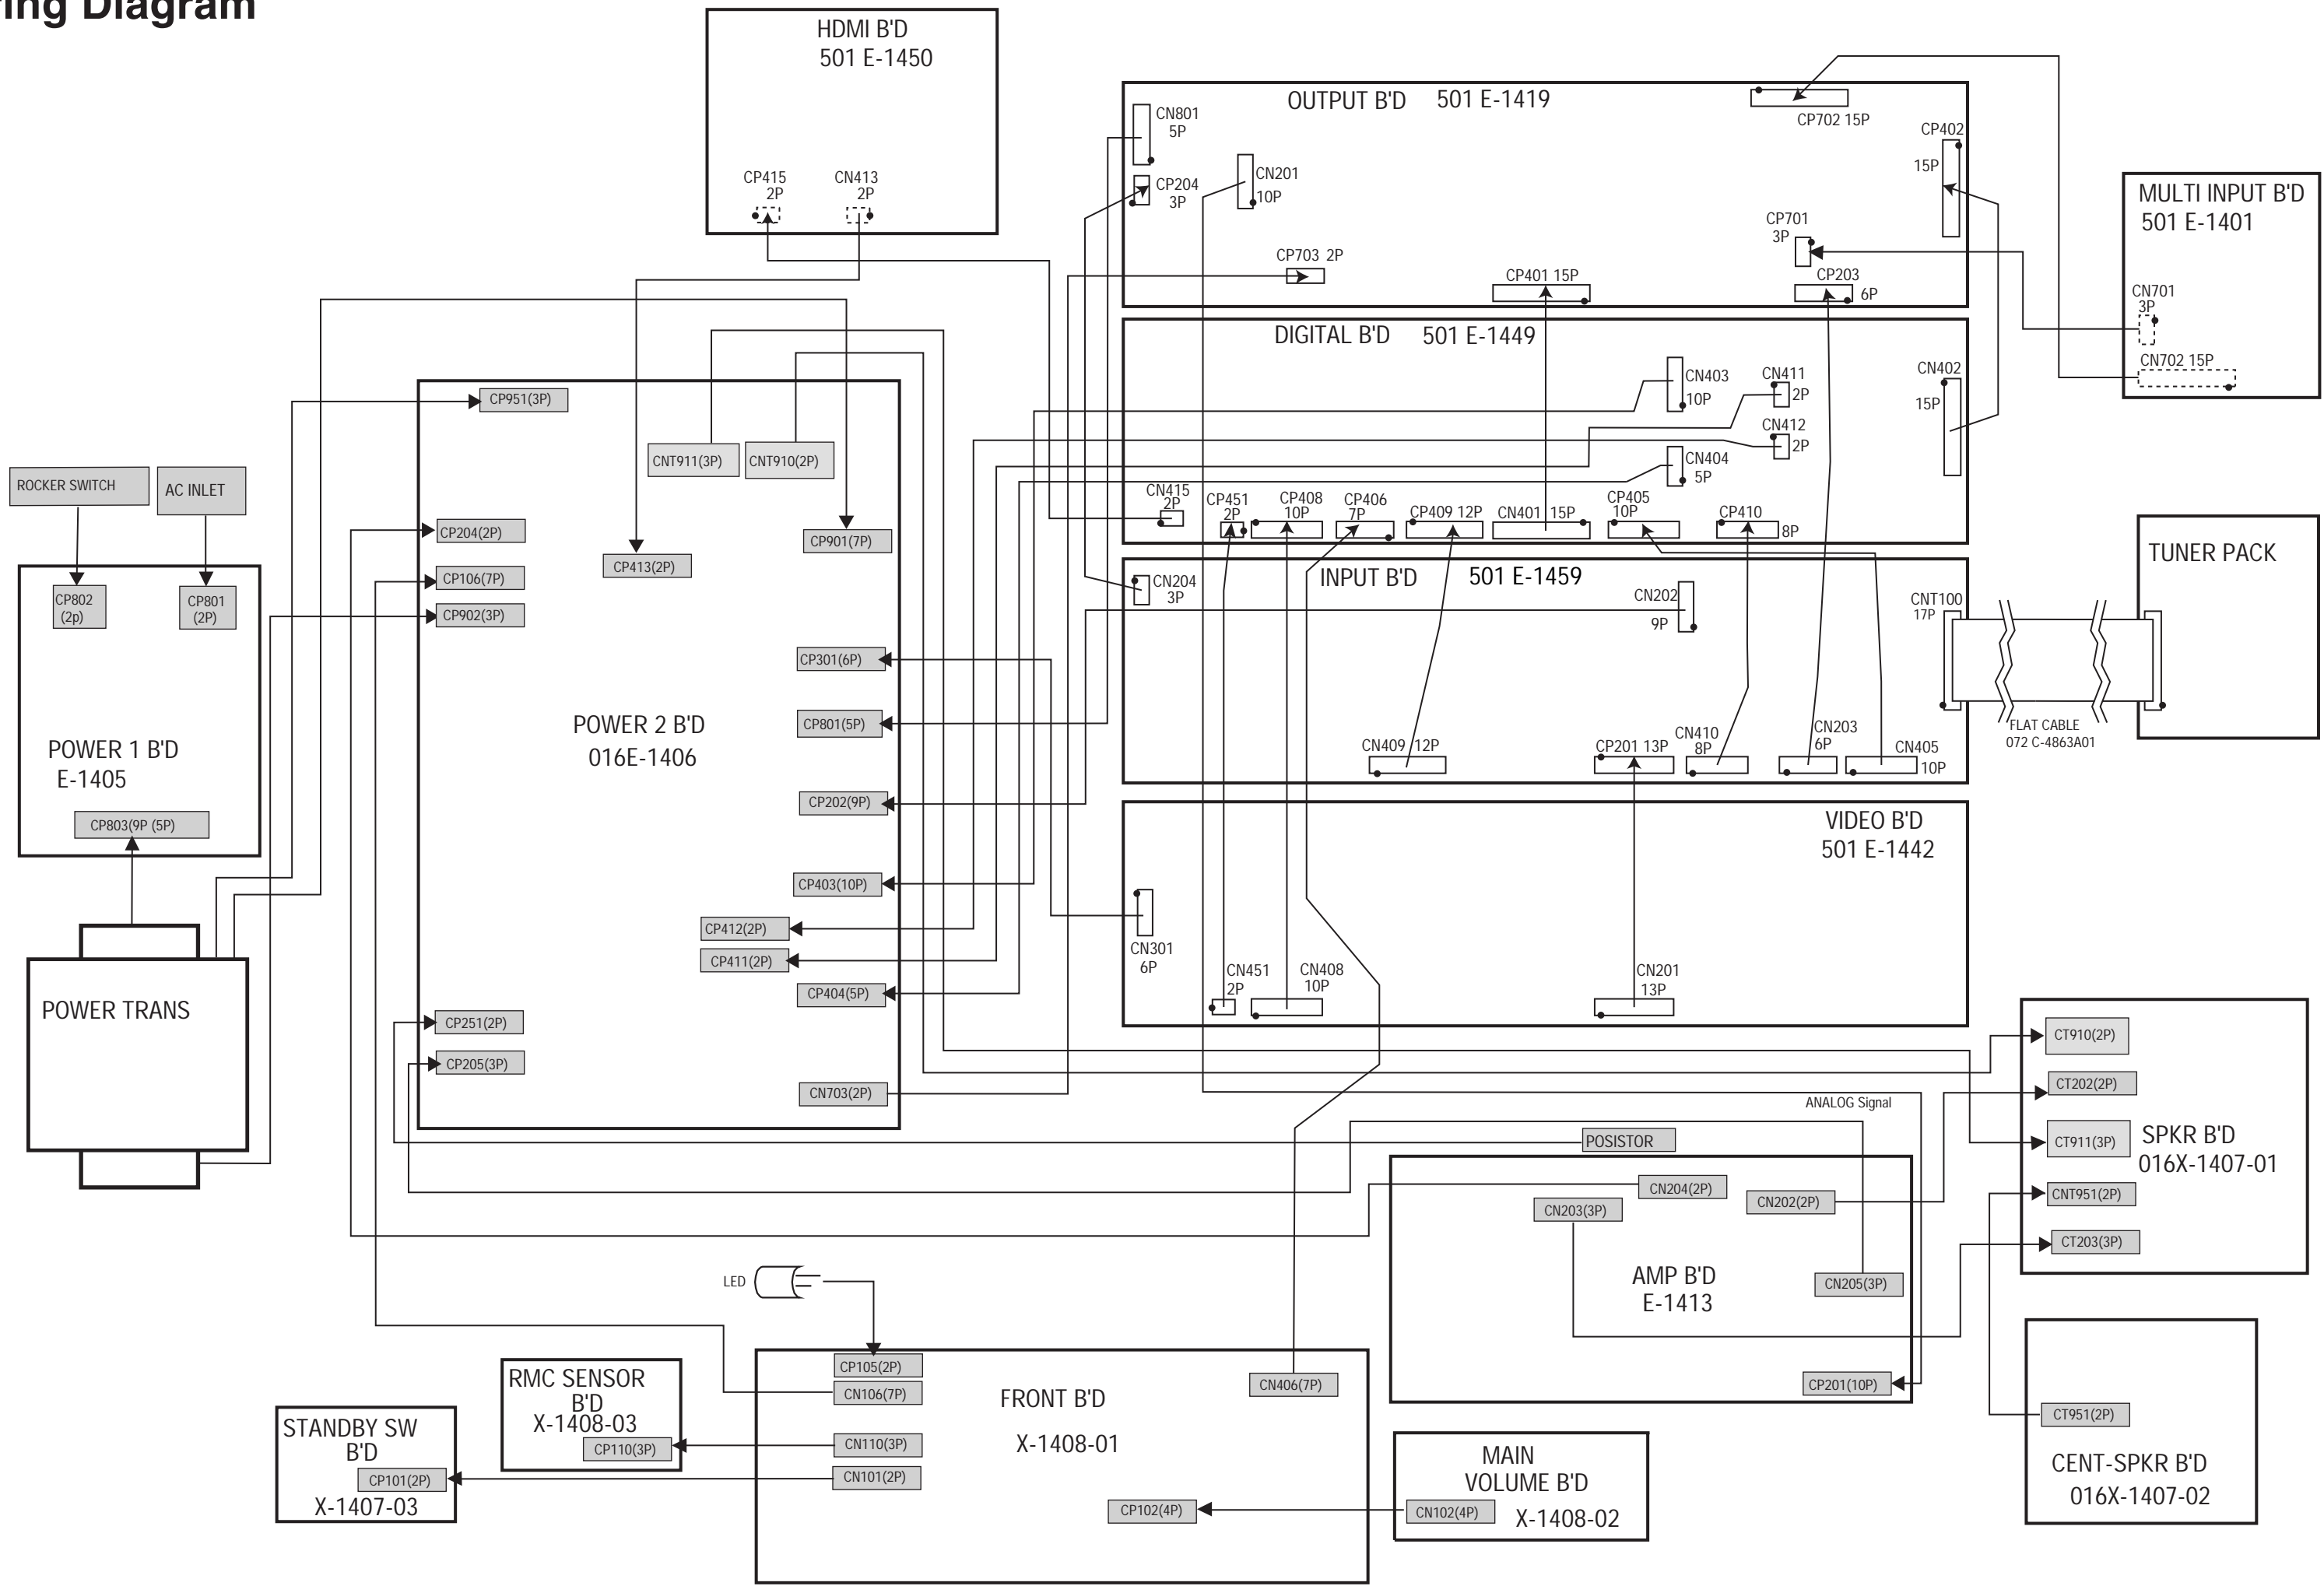 ring Diagram
HDMI B'D
501 E-1450
CP415
2P
CN413
2P
OUTPUT B'D 501 E-1419
CN801
5P
CP204
3P
CN201
10P
CP703 2P
CP401 15P
CP702 15P
CP402
15P
CP701
3P
CP203
6P
MULTI INPUT B'D
501 E-1401
CN701
3P
CN702 15P
DIGITAL B'D 501 E-1449
CN403
10P
CN411
2P
CN412
2P
CN404
5P
CN402
15P
CN415
2P
CP451
2P
CP408
10P
CP406
7P
CP409 12P
CN401 15P
CP405
10P
CP410
8P
INPUT B'D 501 E-1459
CN204
3P
CN202
9P
CNT100
17P
CN409 12P
CP201 13P
CN410
8P
CN203
6P
CN405
10P
TUNER PACK
FLAT CABLE
072 C-4863A01
VIDEO B'D
501 E-1442
CN301
6P
CN451
2P
CN408
10P
CN201
13P
CP951(3P)
CNT911(3P)
CNT910(2P)
CP204(2P)
CP413(2P)
CP901(7P)
CP106(7P)
CP902(3P)
CP301(6P)
POWER 2 B'D
016E-1406
CP801(5P)
CP202(9P)
CP403(10P)
CP412(2P)
CP411(2P)
CP404(5P)
CP251(2P)
CP205(3P)
CN703(2P)
ROCKER SWITCH
AC INLET
CP802
(2p)
CP801
(2P)
POWER 1 B'D
E-1405
CP803(9P (5P)
POWER TRANS
ANALOG Signal
POSISTOR
CN204(2P)
CN203(3P)
CN202(2P)
AMP B'D
E-1413
CN205(3P)
CP201(10P)
CT910(2P)
CT202(2P)
CT911(3P)
SPKR B'D
016X-1407-01
CNT951(2P)
CT203(3P)
CT951(2P)
CENT-SPKR B'D
016X-1407-02
LED
CP105(2P)
CN106(7P)
CN406(7P)
FRONT B'D
X-1408-01
CN110(3P)
CN101(2P)
CP102(4P)
RMC SENSOR
B'D
X-1408-03
CP110(3P)
STANDBY SW
B'D
CP101(2P)
X-1407-03
MAIN
VOLUME B'D
CN102(4P)
X-1408-02